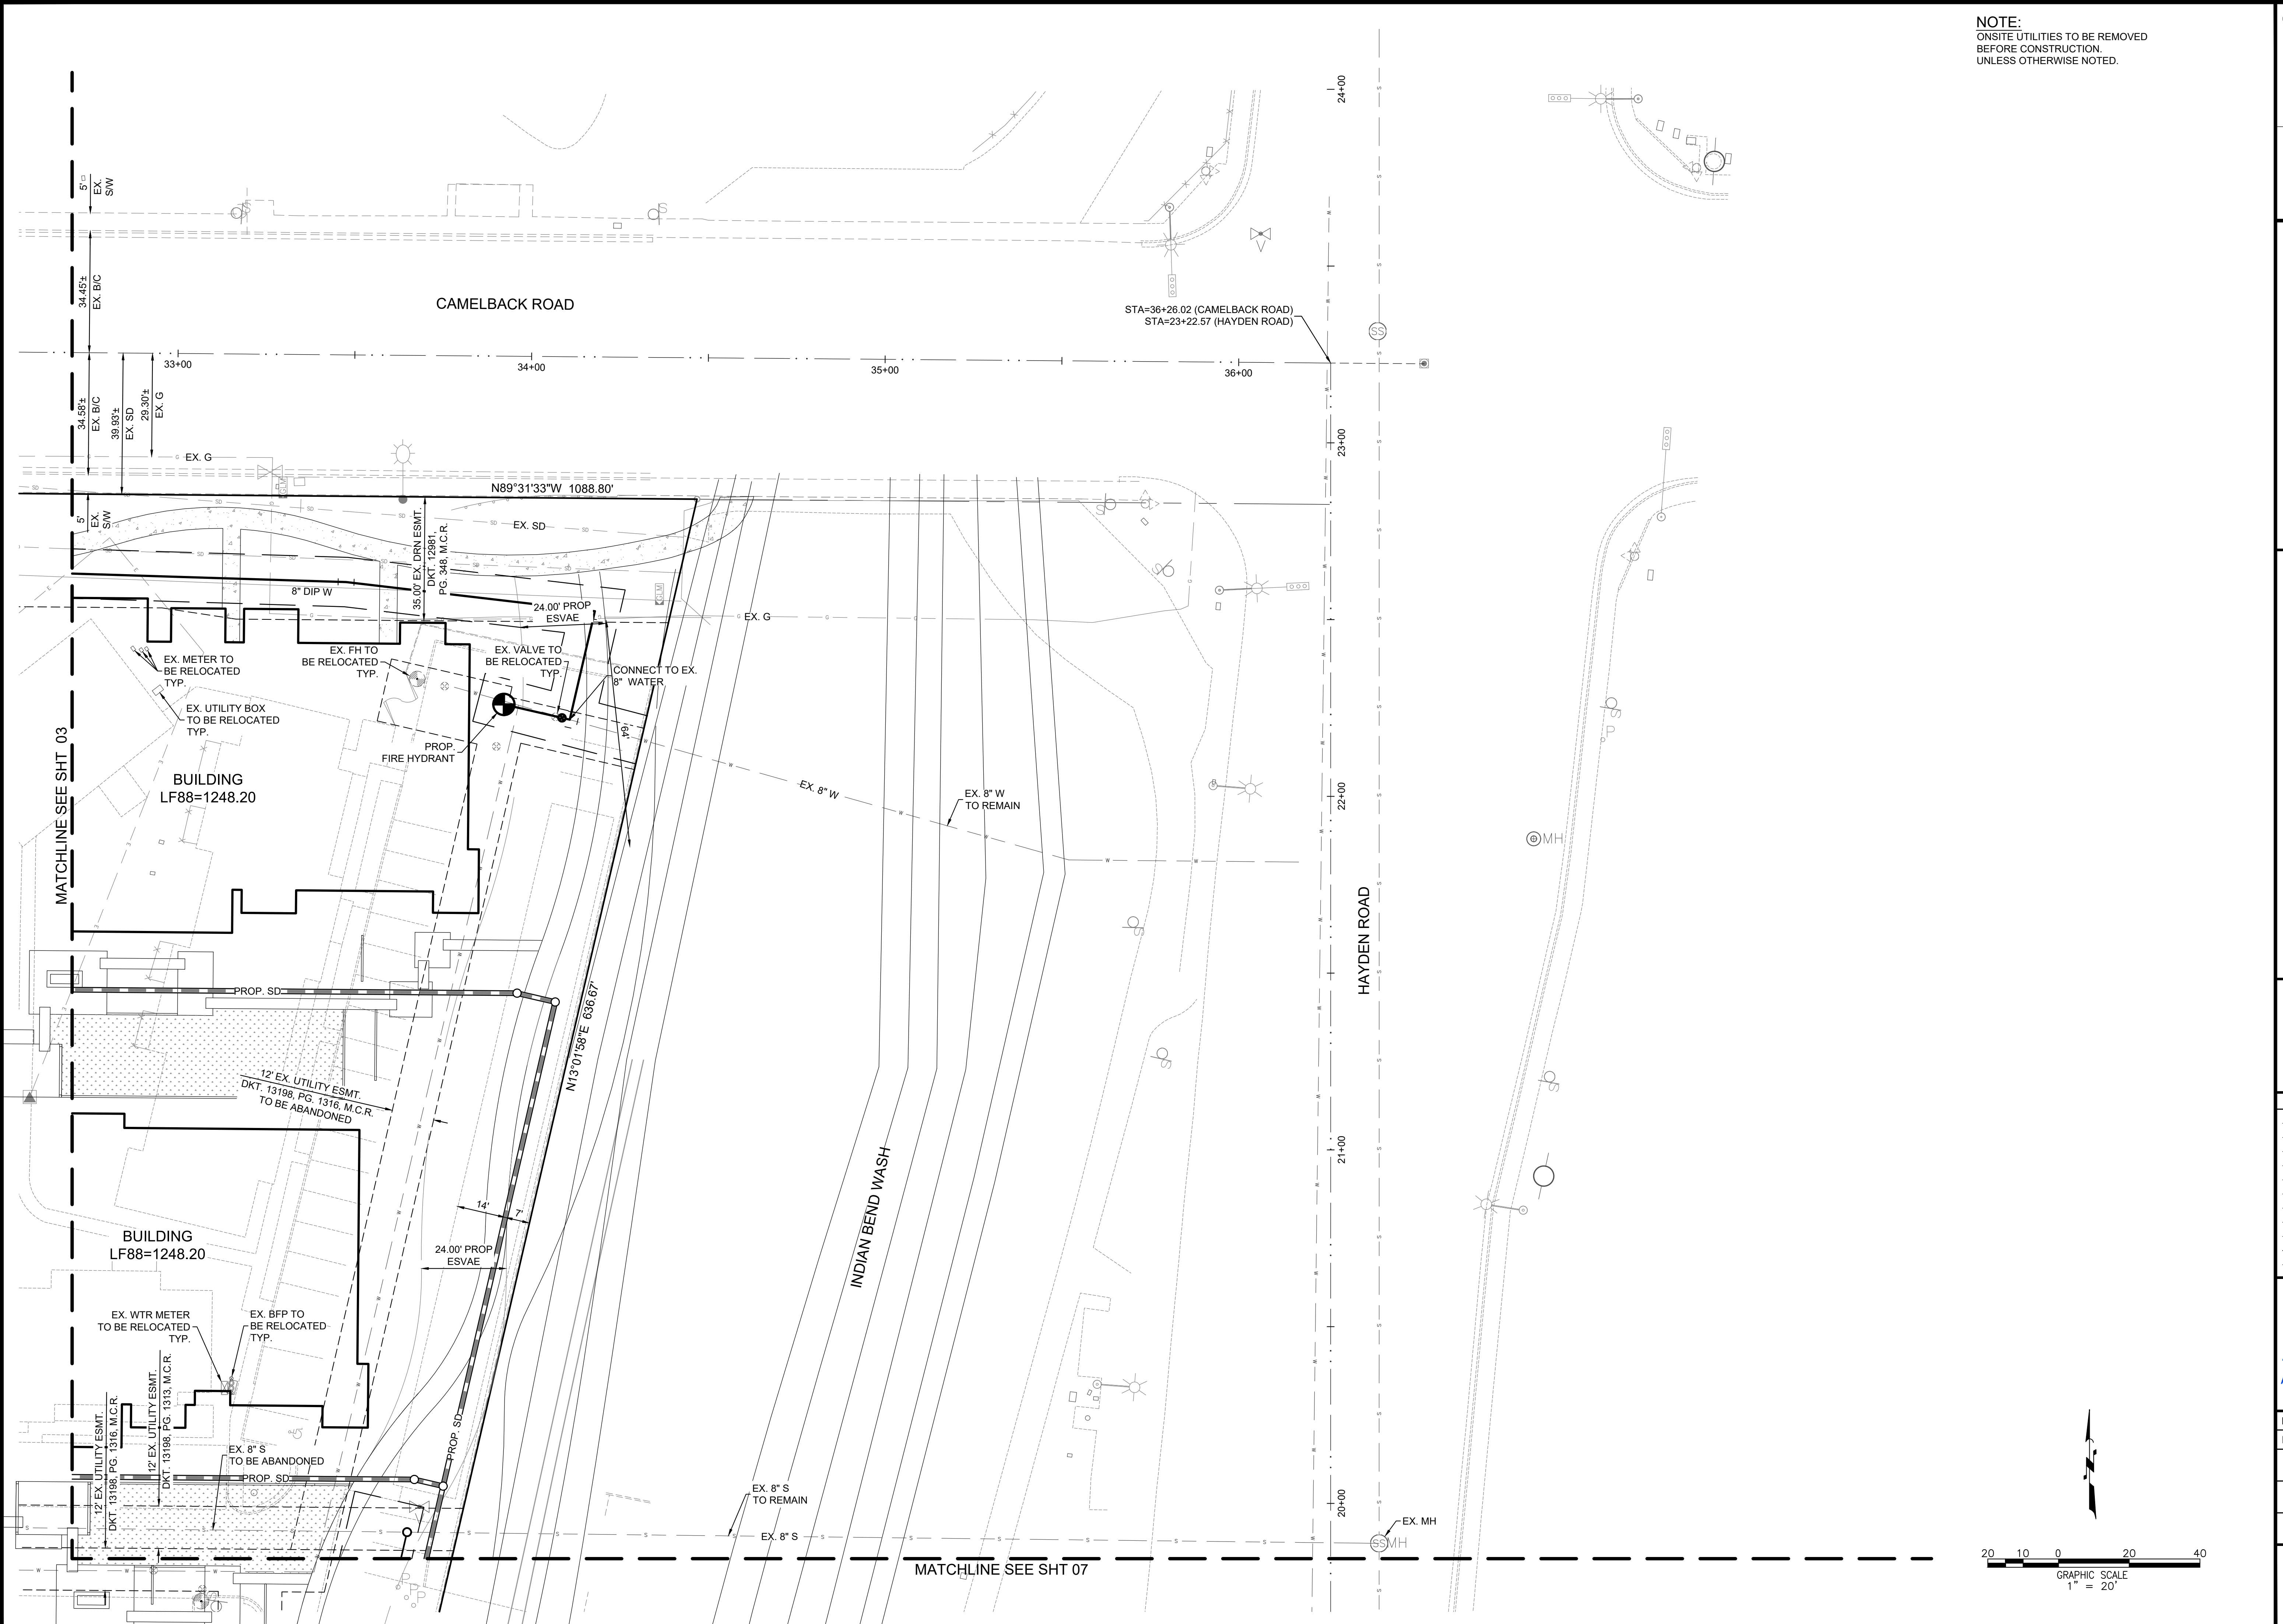 NOTE:
ONSITE UTILITIES TO BE REMOVED
BEFORE CONSTRUCTION.
UNLESS OTHERWISE NOTED.
24+00
5'
EX.
S/W
34.45'±
EX. B/C
CAMELBACK ROAD
STA=36+26.02 (CAMELBACK ROAD)
STA=23+22.57 (HAYDEN ROAD)
SS
33+00
34+00
35+00
36+00
34.58'±
EX. B/C
39.93'±
EX. SD
29.30'±
EX. G
23+00
EX. G
N89°31'33"W 1088.80'
5'
EX.
S/W
EX. SD
35.00' EX. DRN ESMT.
DKT. 12981,
PG. 348, M.C.R.
8" DIP W
24.00' PROP
ESVAE
EX. G
EX. METER TO
BE RELOCATED
TYP.
EX. FH TO
BE RELOCATED
TYP.
EX. VALVE TO
BE RELOCATED
TYP.
CONNECT TO EX.
8" WATER
EX. UTILITY BOX
TO BE RELOCATED
TYP.
64'
PROP.
FIRE HYDRANT
MATCHLINE SEE SHT 03
BUILDING
LF88=1248.20
EX. 8" W
EX. 8" W
TO REMAIN
22+00
MH
HAYDEN ROAD
PROP. SD
N13°01'58"E 636.67'
12' EX. UTILITY ESMT.
DKT. 13198, PG. 1316, M.C.R.
TO BE ABANDONED
21+00
INDIAN BEND WASH
14'
7'
BUILDING
LF88=1248.20
24.00' PROP
ESVAE
EX. WTR METER
TO BE RELOCATED
TYP.
EX. BFP TO
BE RELOCATED
TYP.
12' EX. UTILITY ESMT.
DKT. 13198, PG. 1316, M.C.R.
12' EX. UTILITY ESMT.
DKT. 13198, PG. 1313, M.C.R.
EX. 8" S
TO BE ABANDONED
PROP. SD
PROP. SD
EX. 8" S
TO REMAIN
20+00
EX. 8" S
EX. MH
SSMH
MATCHLINE SEE SHT 07
20 10 0 20 40
GRAPHIC SCALE
1" = 20'